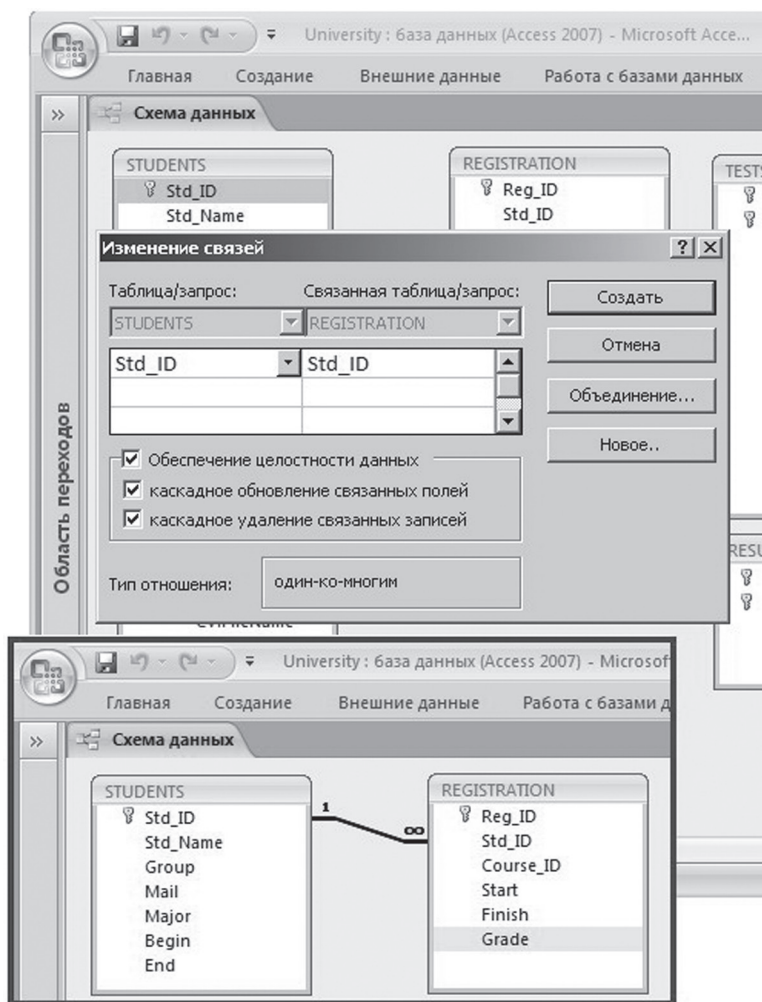 University : база данных (Access 2007) - Microsoft Acce...
Главная Создание Внешние данные Работа с базами данных
» Схема данных
STUDENTS REGISTRATION TESTS
Std_ID Reg_ID
Std_Name Std_ID
Изменение связей ? X
Таблица/запрос: Связанная таблица/запрос: Создать
STUDENTS REGISTRATION
Отмена
Std_ID Std_ID
Объединение...
Новое..
Обеспечение целостности данных
каскадное обновление связанных полей
каскадное удаление связанных записей
Тип отношения: один-ко-многим
Область переходов
RESU
University : база данных (Access 2007) - Microsoft
Главная Создание Внешние данные Работа с базами д
» Схема данных
STUDENTS REGISTRATION
Std_ID 1 ∞ Reg_ID
Std_Name Std_ID
Group Course_ID
Mail Start
Major Finish
Begin Grade
End